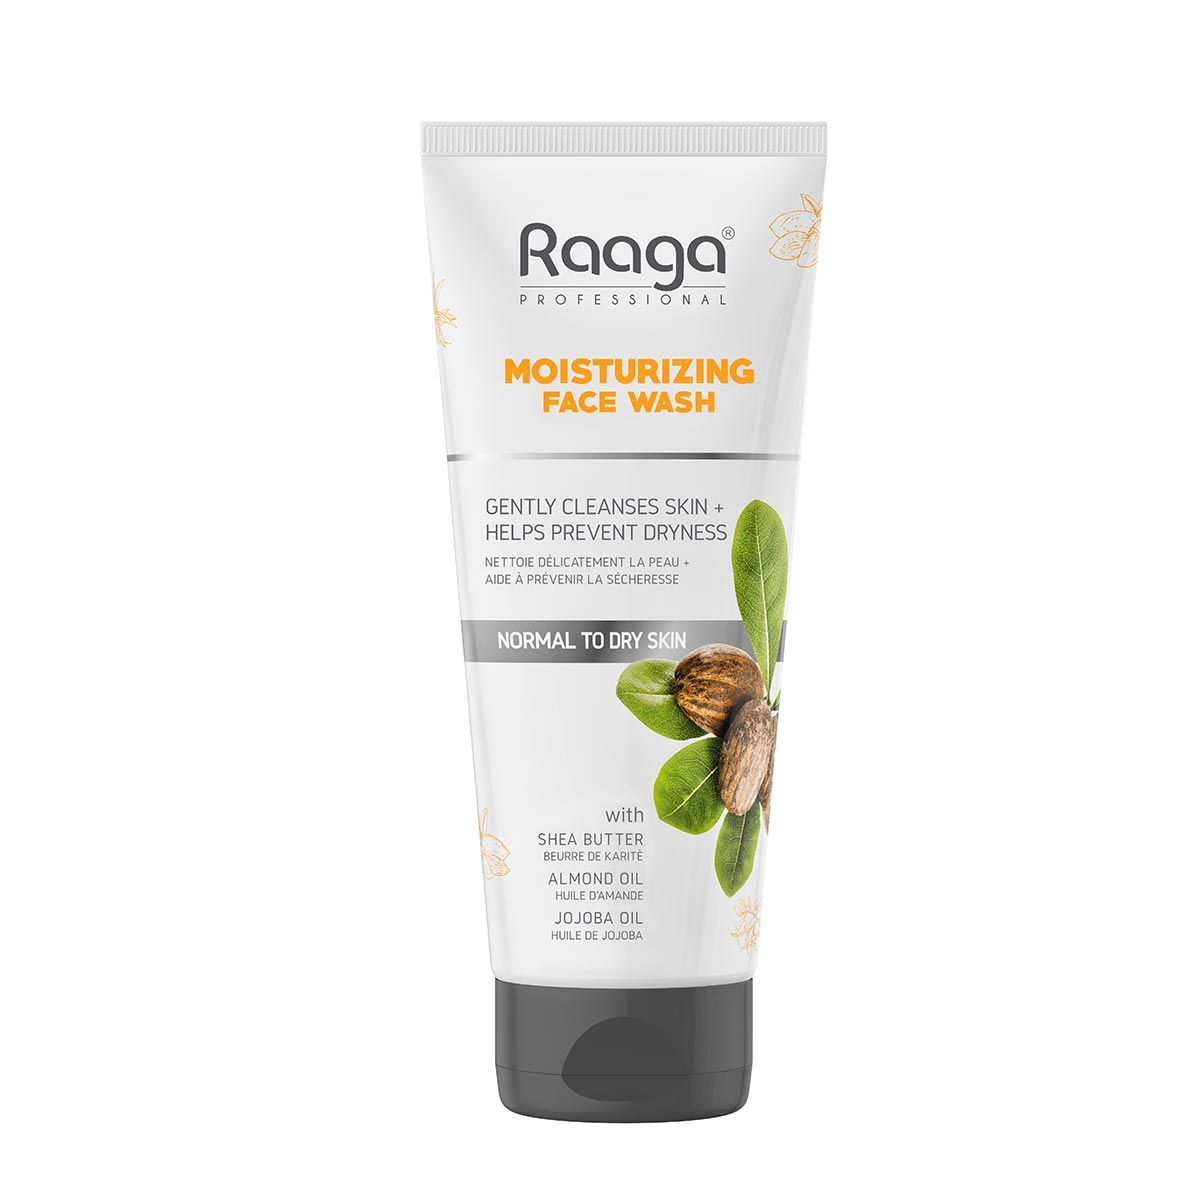 Raaga®
PROFESSIONAL
MOISTURIZING
FACE WASH
GENTLY CLEANSES SKIN +
HELPS PREVENT DRYNESS
NETTOIE DÉLICATEMENT LA PEAU +
AIDE À PRÉVENIR LA SÉCHERESSE
NORMAL TO DRY SKIN
with
SHEA BUTTER
BEURRE DE KARITÈ
ALMOND OIL
HUILE D'AMANDE
JOJOBA OIL
HUILE DE JOJOBA